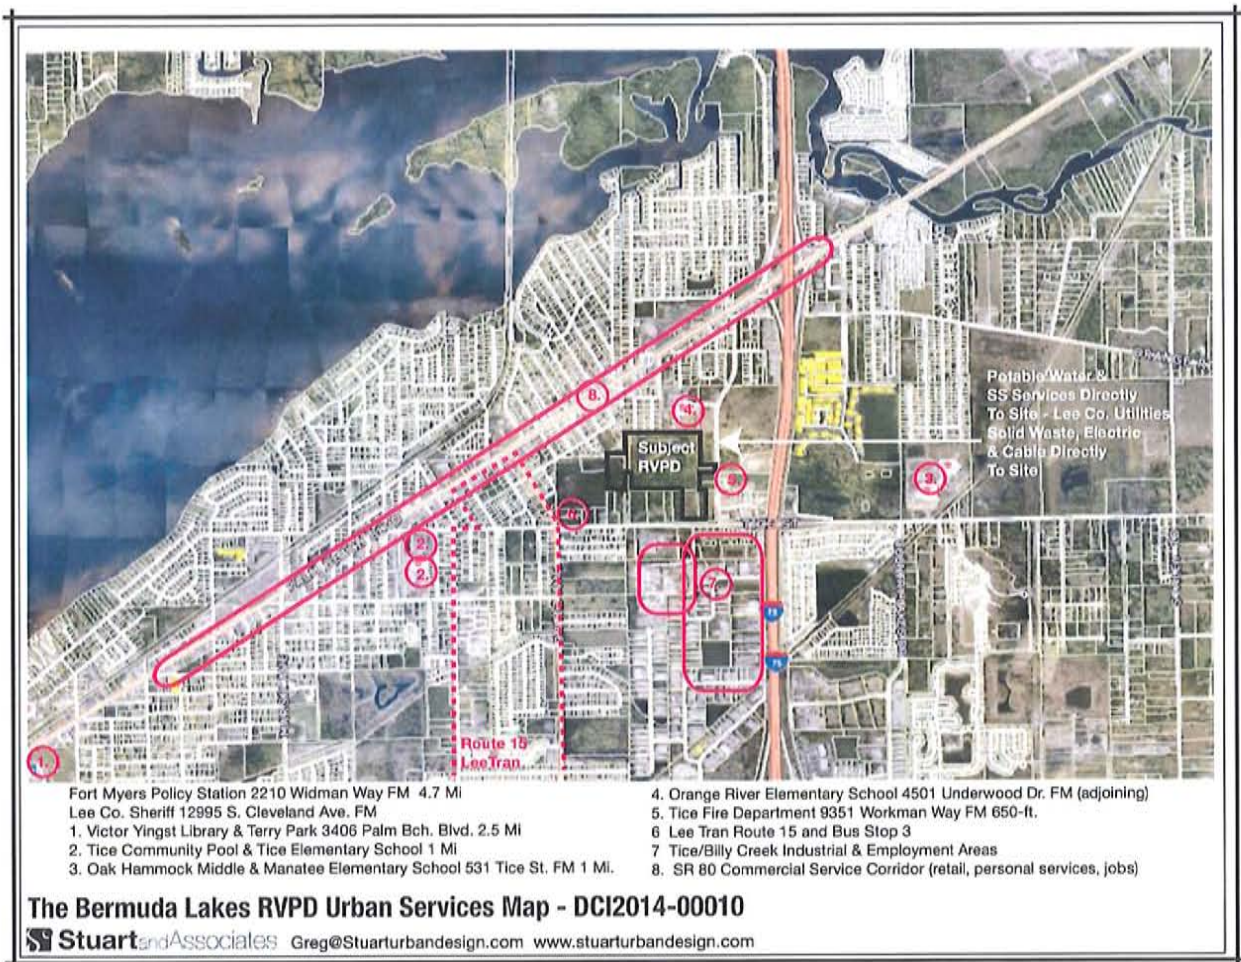 8.
4.
Potable Water &
SS Services Directly
To Site - Lee Co. Utilities
Solid Waste, Electric
& Cable Directly
To Site
Subject
RVPD
3.
2
2.
7.
75
75
Route 15
LeeTran
1.
Fort Myers Policy Station 2210 Widman Way FM 4.7 Mi
Lee Co. Sheriff 12995 S. Cleveland Ave. FM
1. Victor Yingst Library & Terry Park 3406 Palm Bch. Blvd. 2.5 Mi
2. Tice Community Pool & Tice Elementary School 1 Mi
3. Oak Hammock Middle & Manatee Elementary School 531 Tice St. FM 1 Mi.
4. Orange River Elementary School 4501 Underwood Dr. FM (adjoining)
5. Tice Fire Department 9351 Workman Way FM 650-ft.
6 Lee Tran Route 15 and Bus Stop 3
7 Tice/Billy Creek Industrial & Employment Areas
8. SR 80 Commercial Service Corridor (retail, personal services, jobs)
The Bermuda Lakes RVPD Urban Services Map - DCI2014-00010
Stuart and Associates Greg@Stuarturbandesign.com www.stuarturbandesign.com